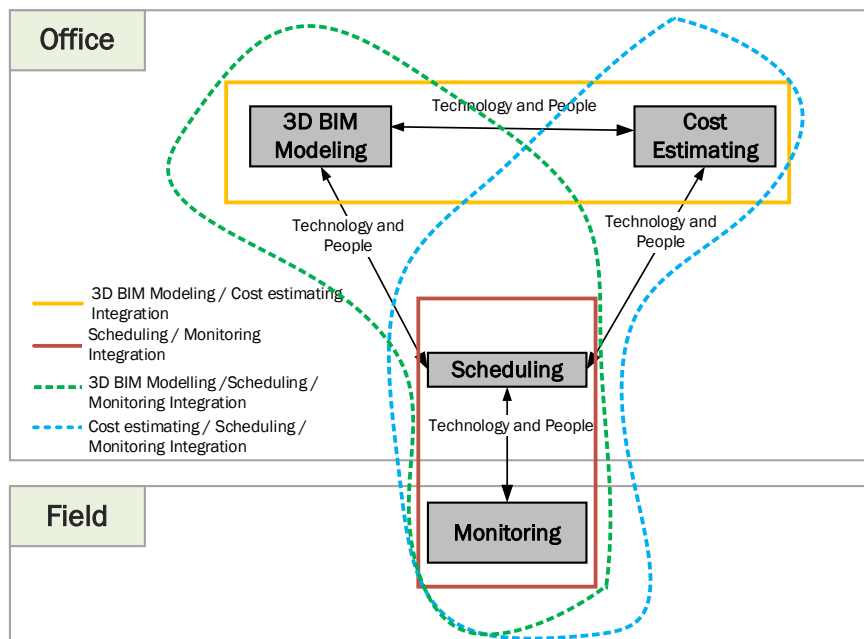 Office
Technology and People
3D BIM
Modeling
Cost
Estimating
Technology and
People
Technology and
People
3D BIM Modeling / Cost estimating
Integration
Scheduling / Monitoring
Integration
3D BIM Modelling /Scheduling /
Monitoring Integration
Cost estimating / Scheduling /
Monitoring Integration
Scheduling
Technology and People
Field
Monitoring